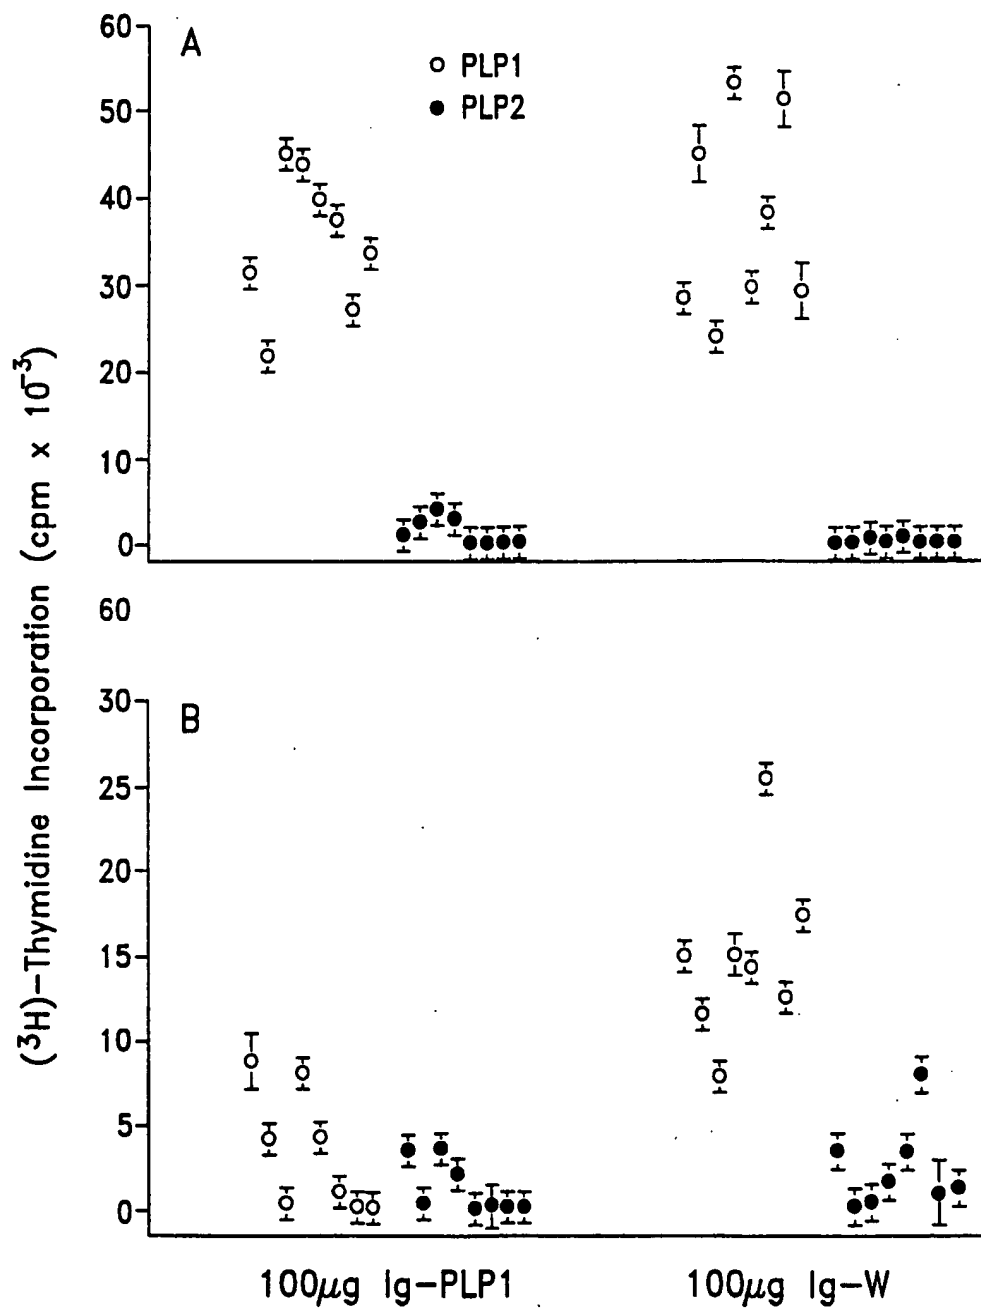 A
○ PLP1
● PLP2
60
50
40
30
20
10
0
(³H)–Thymidine Incorporation (cpm x 10⁻³)
60
B
30
25
20
15
10
5
0
100μg Ig–PLP1
100μg Ig–W